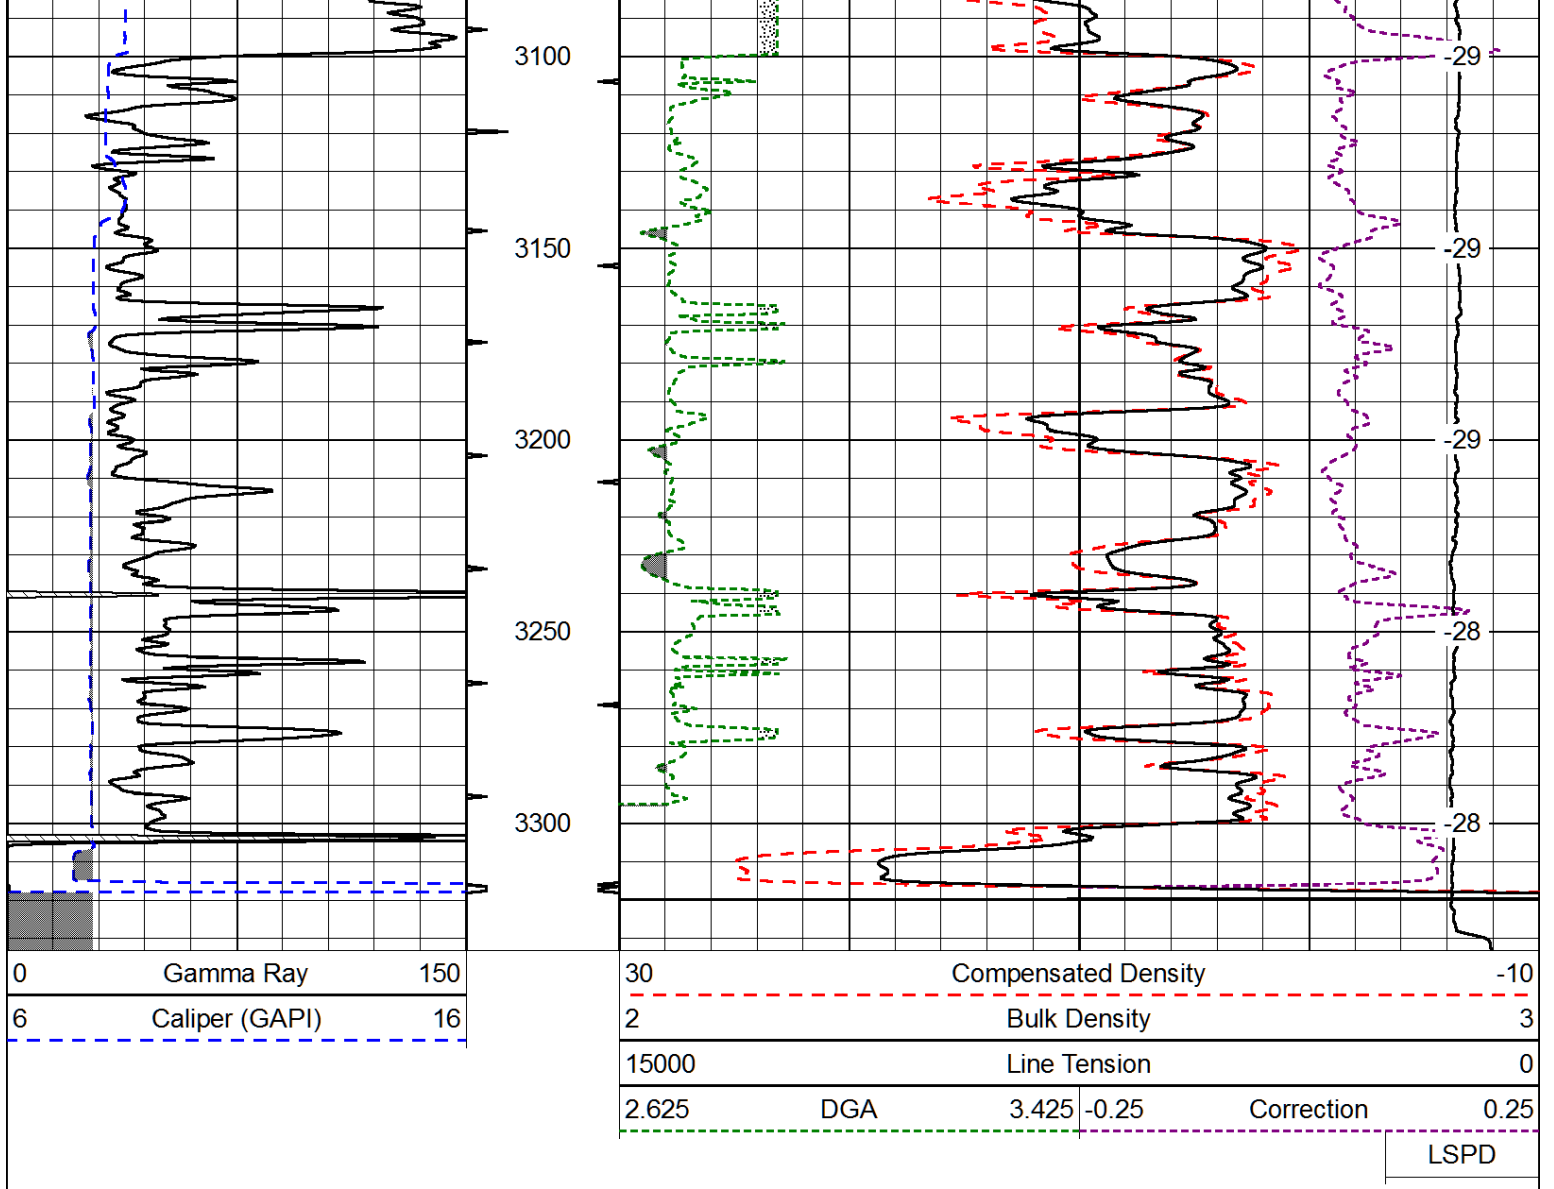 3100
-29
3150
-29
3200
-29
3250
-28
3300
-28
0 Gamma Ray 150
6 Caliper (GAPI) 16
30 Compensated Density -10
2 Bulk Density 3
15000 Line Tension 0
2.625 DGA 3.425 -0.25 Correction 0.25
LSPD